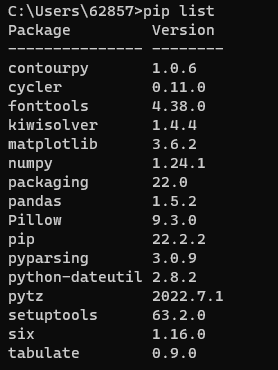 C:\Users\62857>pip list
Package         Version
--------------- --------
contourpy       1.0.6
cycler          0.11.0
fonttools       4.38.0
kiwisolver      1.4.4
matplotlib      3.6.2
numpy           1.24.1
packaging       22.0
pandas          1.5.2
Pillow          9.3.0
pip             22.2.2
pyparsing       3.0.9
python-dateutil 2.8.2
pytz            2022.7.1
setuptools      63.2.0
six             1.16.0
tabulate        0.9.0